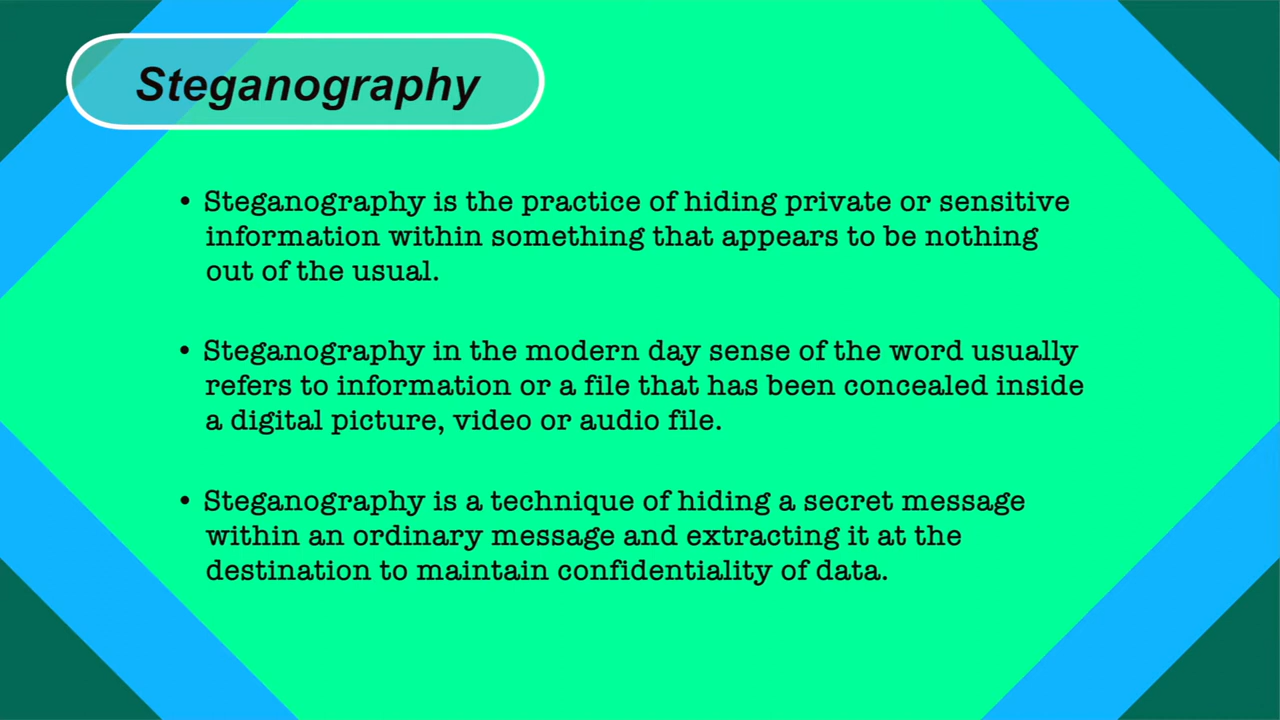 Steganography
• Steganography is the practice of hiding private or sensitive
information within something that appears to be nothing
out of the usual.
• Steganography in the modern day sense of the word usually
refers to information or a file that has been concealed inside
a digital picture, video or audio file.
• Steganography is a technique of hiding a secret message
within an ordinary message and extracting it at the
destination to maintain confidentiality of data.